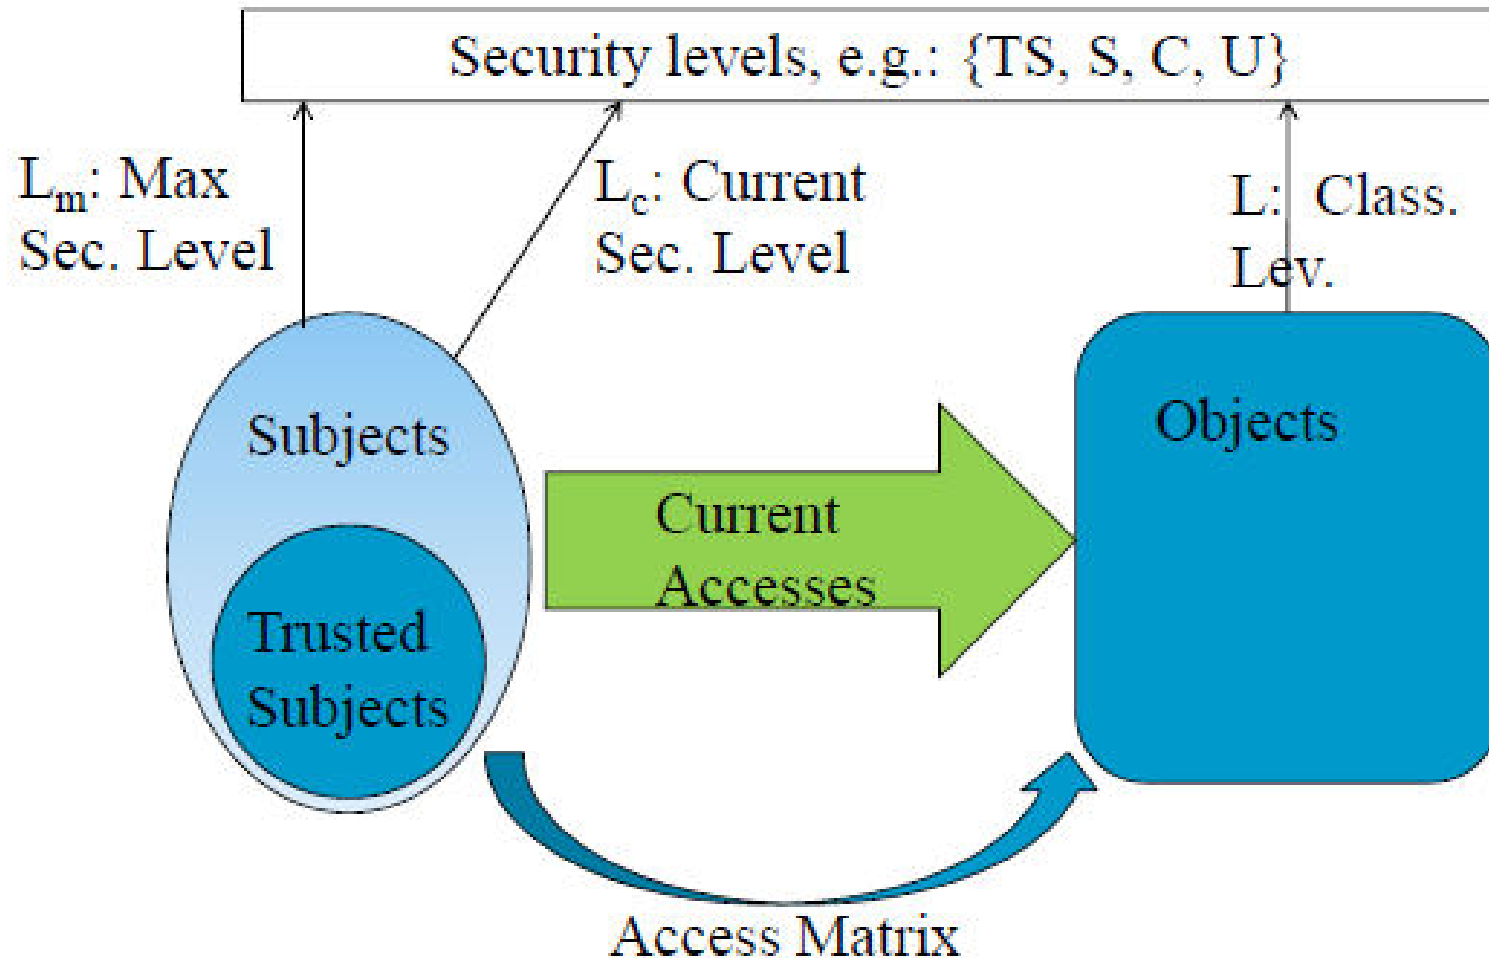 Security levels, e.g.: {TS, S, C, U}
Lm: Max
Sec. Level
Lc: Current
Sec. Level
L: Class.
Lev.
Subjects
Trusted
Subjects
Current
Accesses
Objects
Access Matrix